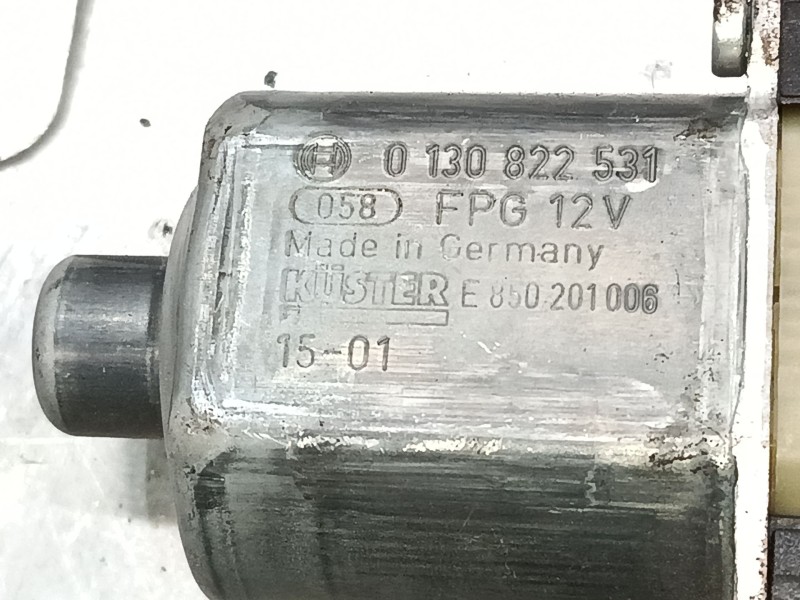 0 130 822 531
058 FPG 12V
Made in Germany
KÜSTER E 850 201 006
15-01